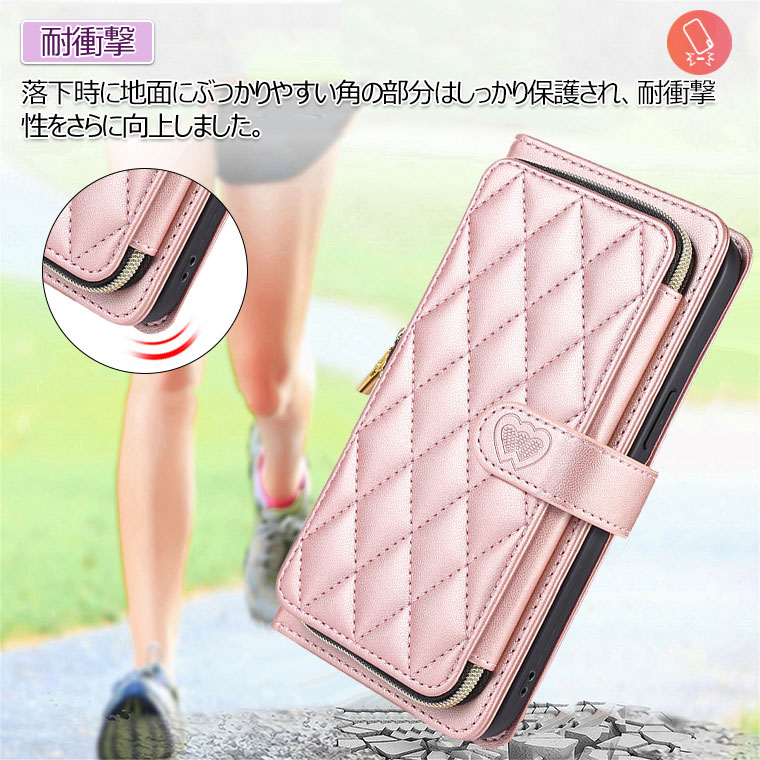 耐衝撃
落下時に地面にぶつかりやすい角の部分はしっかり保護され、耐衝撃
性をさらに向上しました。